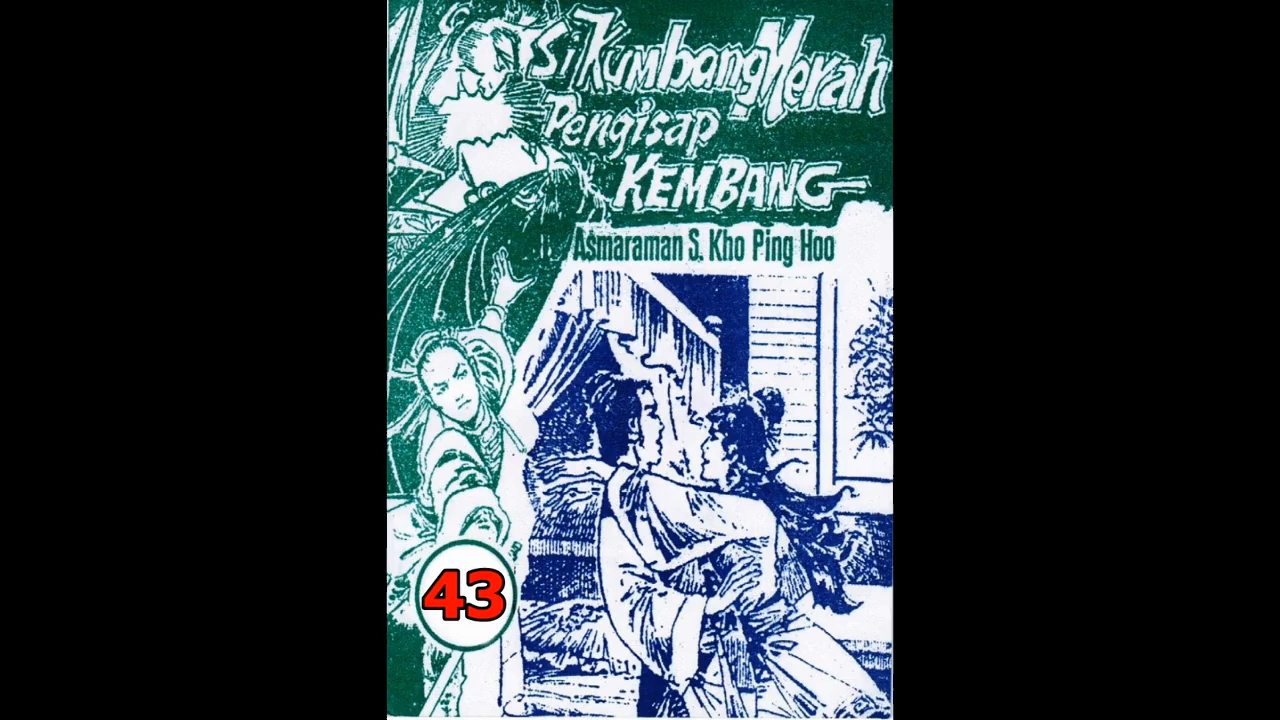 Si Kumbang Merah
Pengisap
KEMBANG
Asmaraman S. Kho Ping Hoo
43